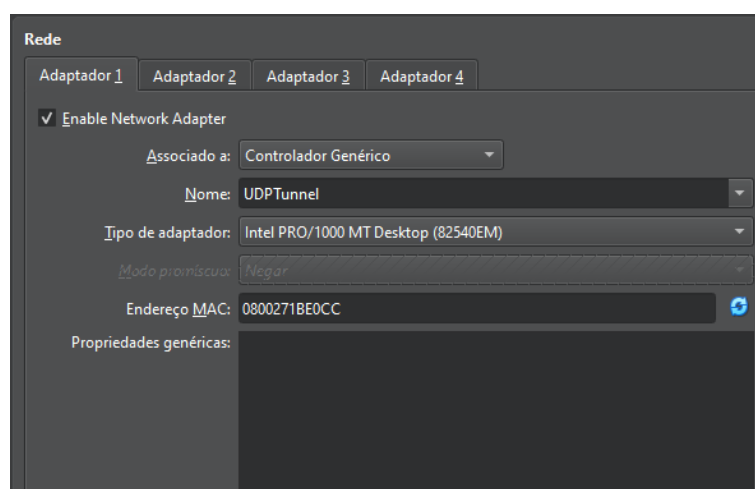 Rede
Adaptador 1 Adaptador 2 Adaptador 3 Adaptador 4
Enable Network Adapter
Associado a: Controlador Genérico
Nome: UDPTunnel
Tipo de adaptador: Intel PRO/1000 MT Desktop (82540EM)
Modo promíscuo: Negar
Endereço MAC: 0800271BE0CC
Propriedades genéricas: